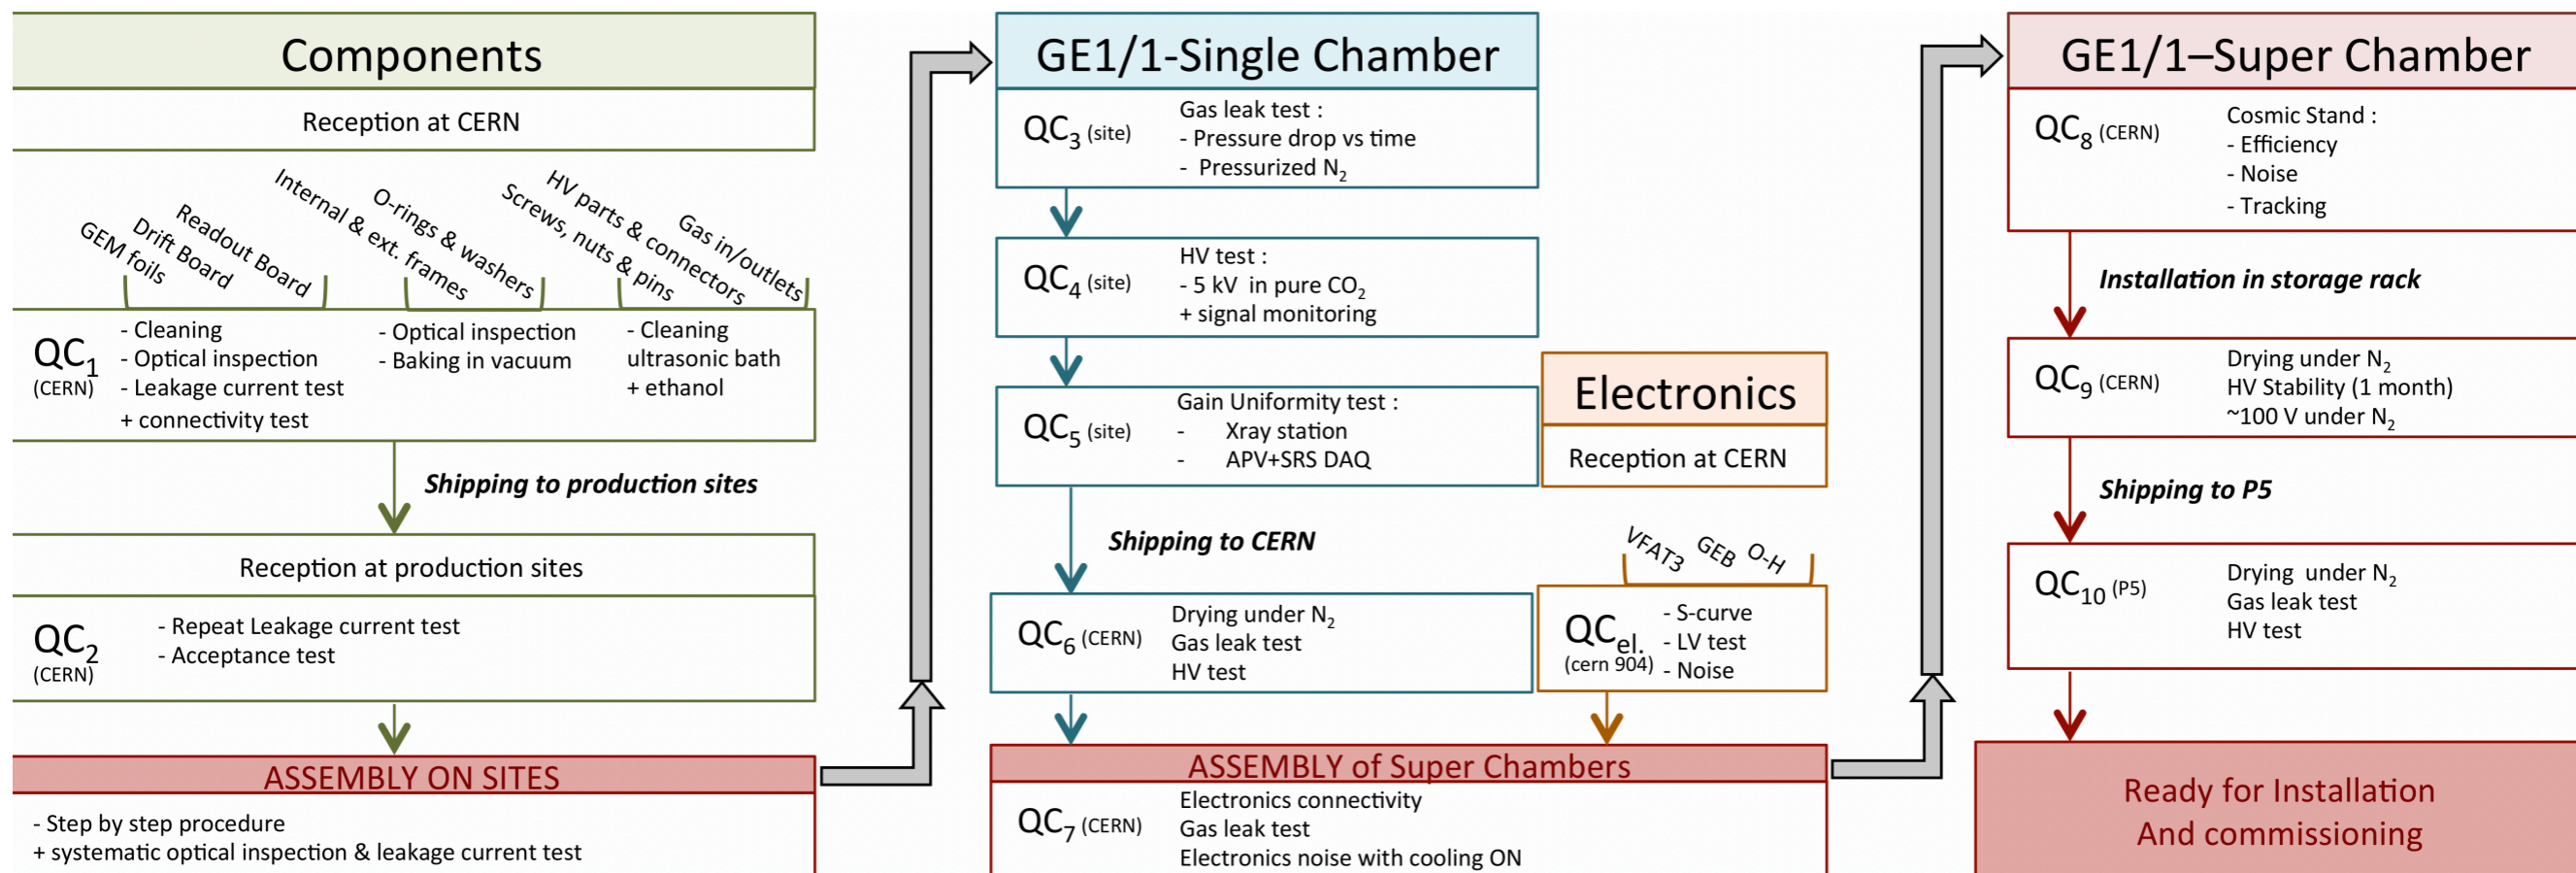 Components
Reception at CERN
GEM foils
Drift Board
Readout Board
Internal & ext. frames
O-rings & washers
Screws, nuts & pins
HV parts & connectors
Gas in/outlets
QC1
(CERN)
- Cleaning
- Optical inspection
- Leakage current test
+ connectivity test
- Optical inspection
- Baking in vacuum
- Cleaning
ultrasonic bath
+ ethanol
Shipping to production sites
Reception at production sites
QC2
(CERN)
- Repeat Leakage current test
- Acceptance test
ASSEMBLY ON SITES
- Step by step procedure
+ systematic optical inspection & leakage current test
GE1/1-Single Chamber
QC3 (site)
Gas leak test :
- Pressure drop vs time
- Pressurized N2
QC4 (site)
HV test :
- 5 kV in pure CO2
+ signal monitoring
QC5 (site)
Gain Uniformity test :
- Xray station
- APV+SRS DAQ
Shipping to CERN
QC6 (CERN)
Drying under N2
Gas leak test
HV test
Electronics
Reception at CERN
VFAT3
GEB
O-H
QCel.
(cern 904)
- S-curve
- LV test
- Noise
ASSEMBLY of Super Chambers
QC7 (CERN)
Electronics connectivity
Gas leak test
Electronics noise with cooling ON
GE1/1–Super Chamber
QC8 (CERN)
Cosmic Stand :
- Efficiency
- Noise
- Tracking
Installation in storage rack
QC9 (CERN)
Drying under N2
HV Stability (1 month)
~100 V under N2
Shipping to P5
QC10 (P5)
Drying under N2
Gas leak test
HV test
Ready for Installation
And commissioning